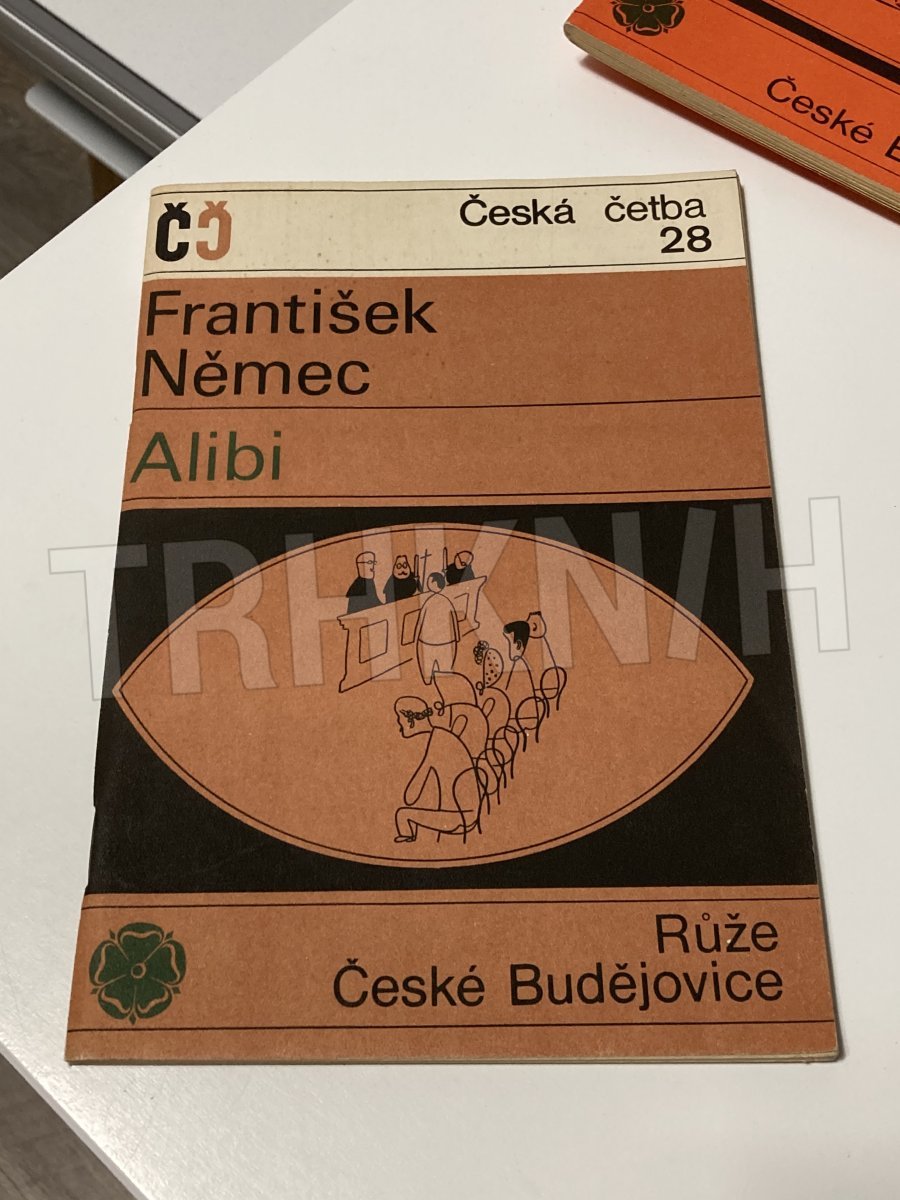 České
ČČ
Česká četba
28
František
Němec
Alibi
TRHKNIH
Růže
České Budějovice